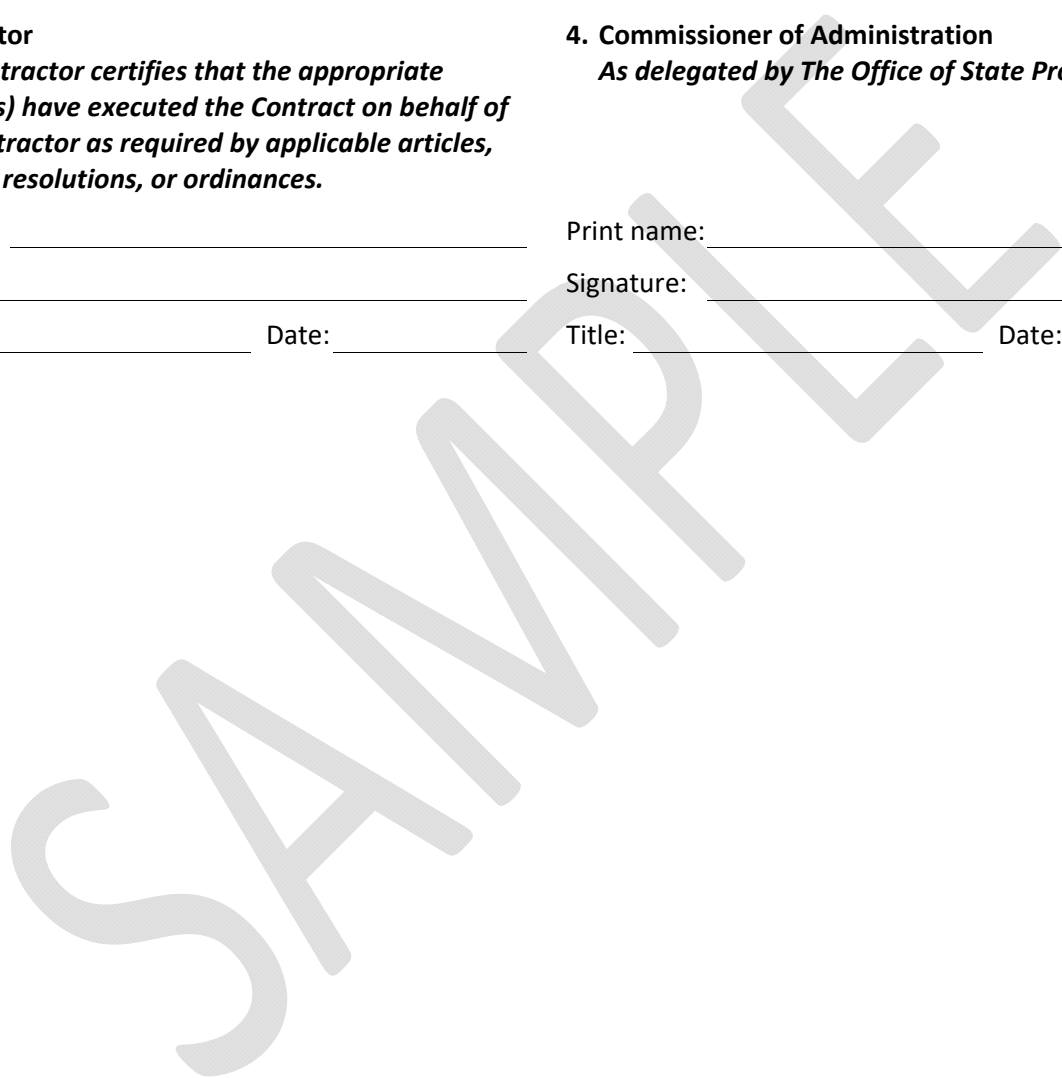 tor
tractor certifies that the appropriate
s) have executed the Contract on behalf of
tractor as required by applicable articles,
resolutions, or ordinances.
Date:
4. Commissioner of Administration
As delegated by The Office of State Pro
Print name:
Signature:
Title: Date:
SAMPLE